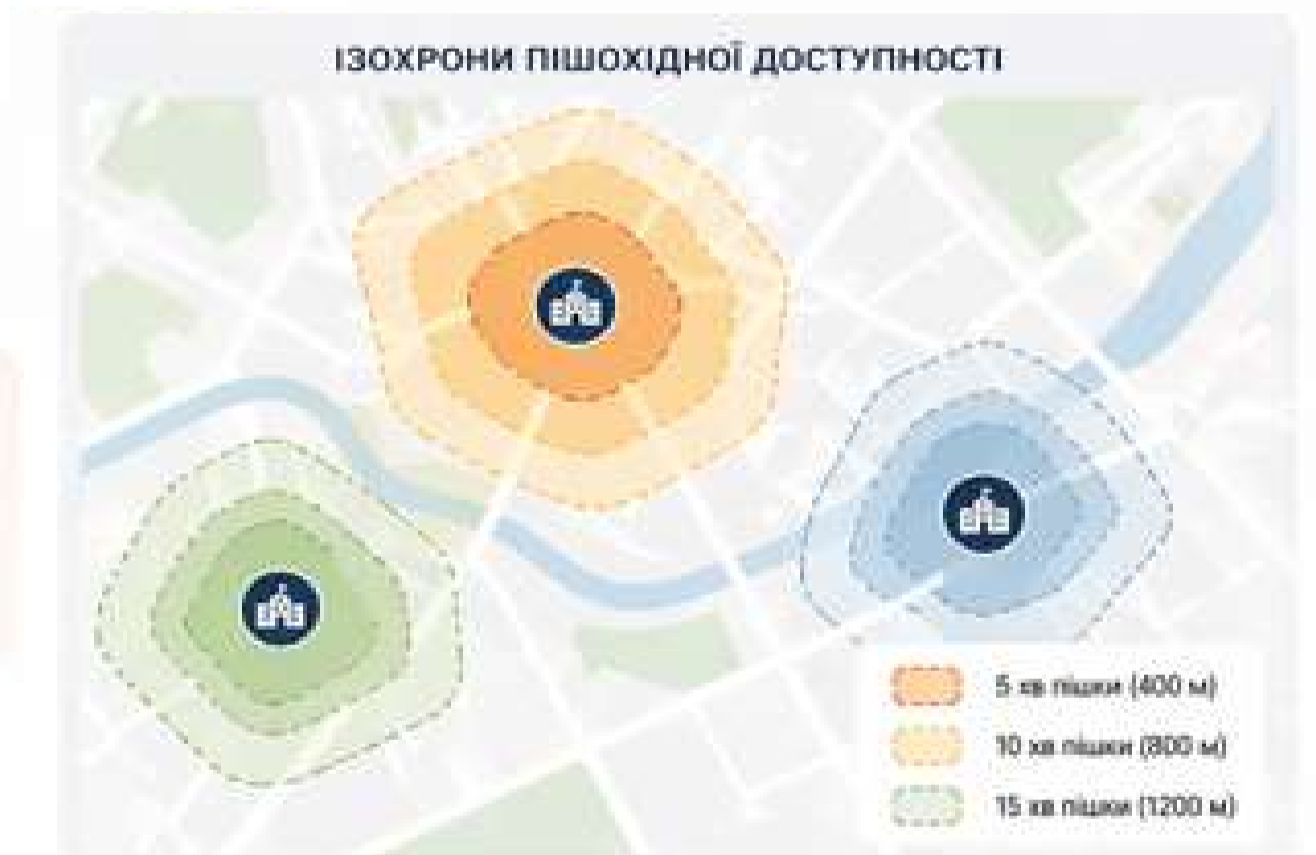 ІЗОХРОНИ ПІШОХІДНОЇ ДОСТУПНОСТІ
5 хв пішки (400 м)
10 хв пішки (800 м)
15 хв пішки (1200 м)